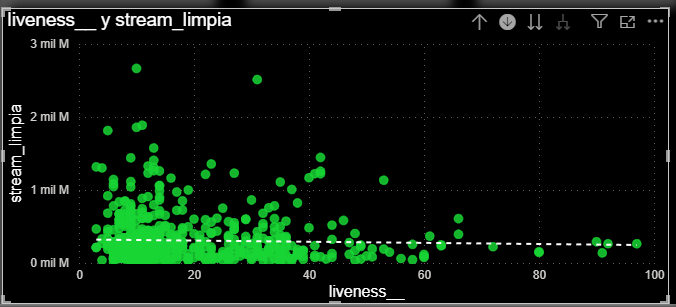 liveness__ y stream_limpia
3 mil M
2 mil M
1 mil M
0 mil M
stream_limpia
0 20 40 60 80 100
liveness__